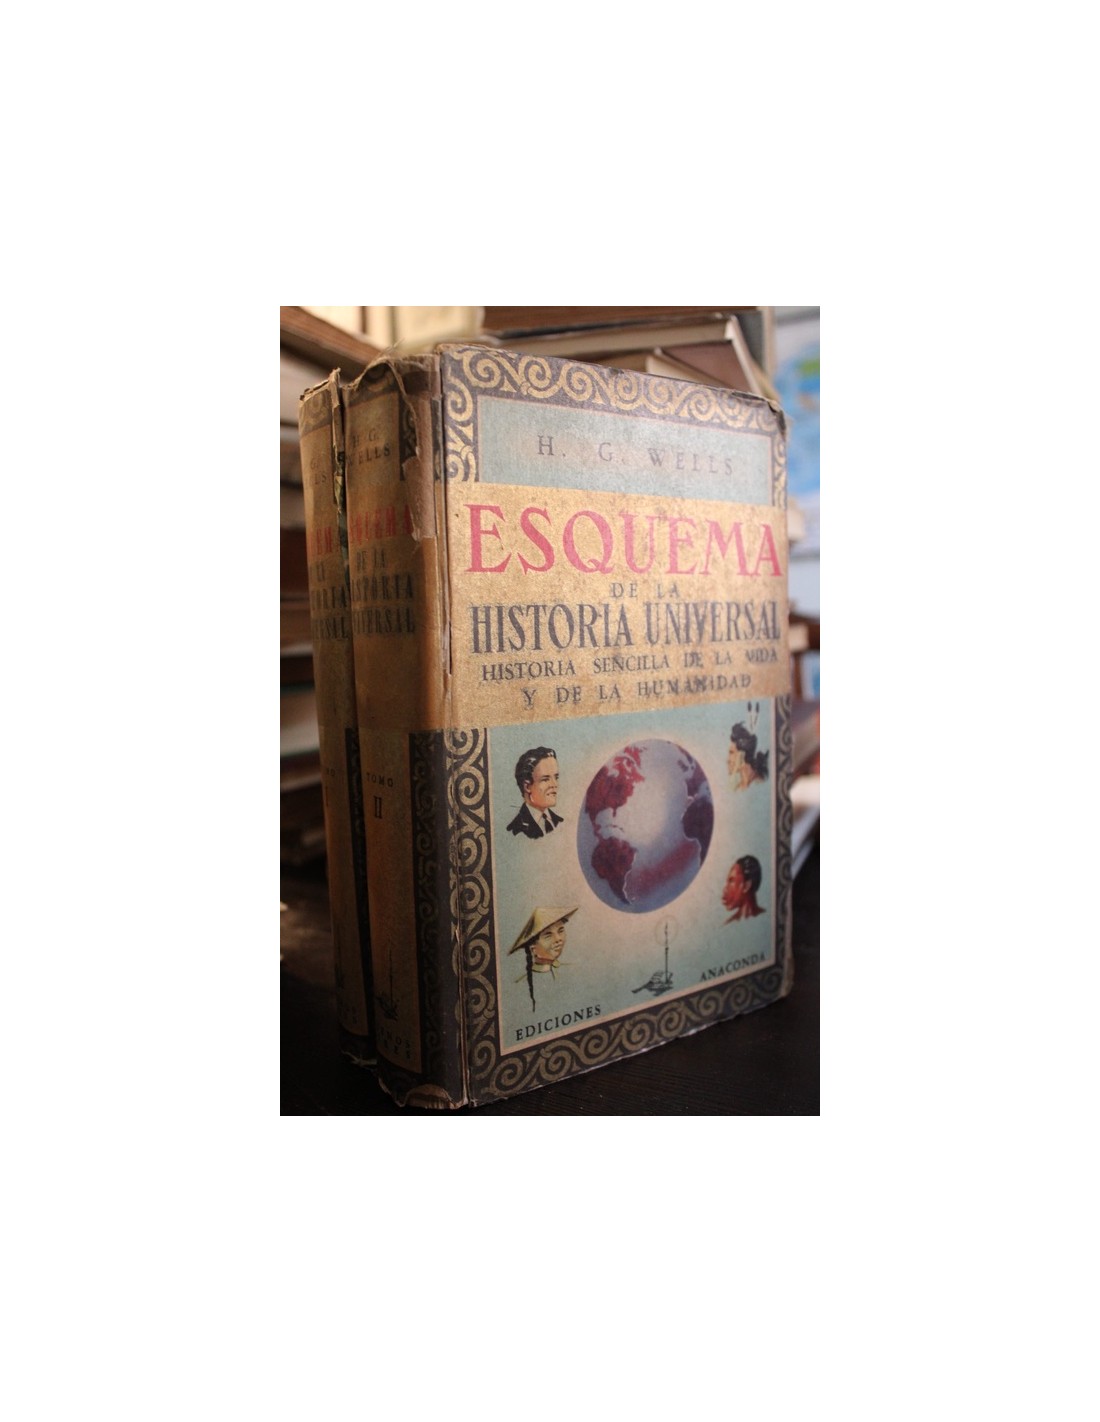 H. G. WELLS
ESQUEMA
DE LA
HISTORIA UNIVERSAL
HISTORIA SENCILLA DE LA VIDA
Y DE LA HUMANIDAD
EDICIONES ANACONDA
H. G.
WELLS
ESQUEMA
DE LA
HISTORIA
UNIVERSAL
TOMO
II